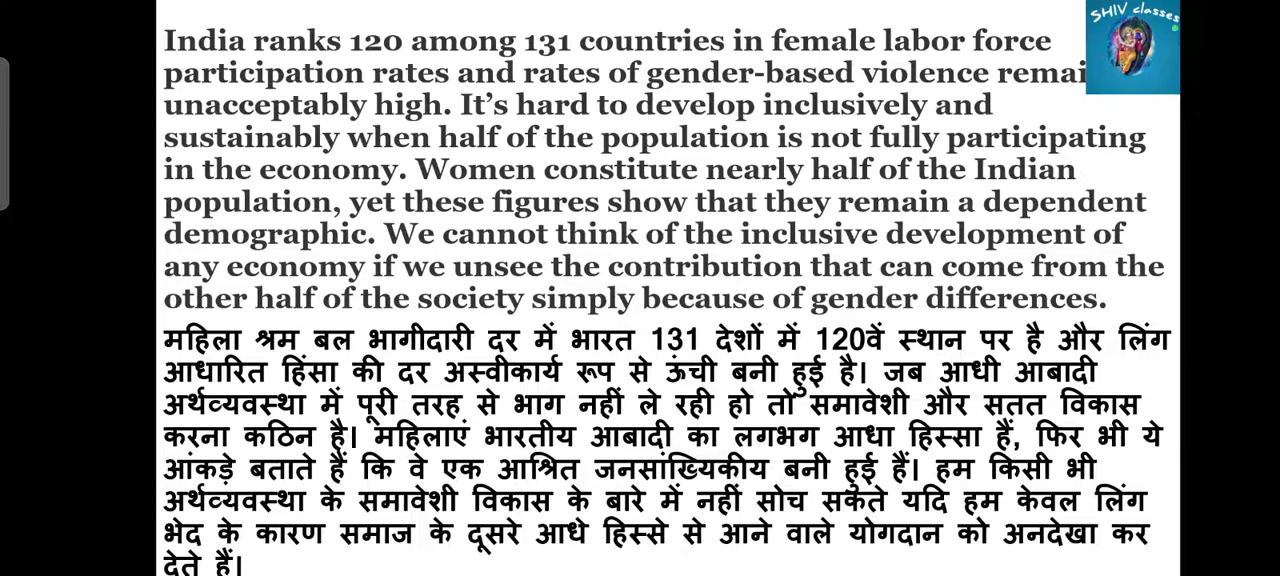 SHIV classes
India ranks 120 among 131 countries in female labor force
participation rates and rates of gender-based violence remai
unacceptably high. It’s hard to develop inclusively and
sustainably when half of the population is not fully participating
in the economy. Women constitute nearly half of the Indian
population, yet these figures show that they remain a dependent
demographic. We cannot think of the inclusive development of
any economy if we unsee the contribution that can come from the
other half of the society simply because of gender differences.
महिला श्रम बल भागीदारी दर में भारत 131 देशों में 120वें स्थान पर है और लिंग
आधारित हिंसा की दर अस्वीकार्य रूप से ऊंची बनी हुई है। जब आधी आबादी
अर्थव्यवस्था में पूरी तरह से भाग नहीं ले रही हो तो समावेशी और सतत विकास
करना कठिन है। महिलाएं भारतीय आबादी का लगभग आधा हिस्सा हैं, फिर भी ये
आंकड़े बताते हैं कि वे एक आश्रित जनसांख्यिकीय बनी हुई हैं। हम किसी भी
अर्थव्यवस्था के समावेशी विकास के बारे में नहीं सोच सकते यदि हम केवल लिंग
भेद के कारण समाज के दूसरे आधे हिस्से से आने वाले योगदान को अनदेखा कर
देते हैं।